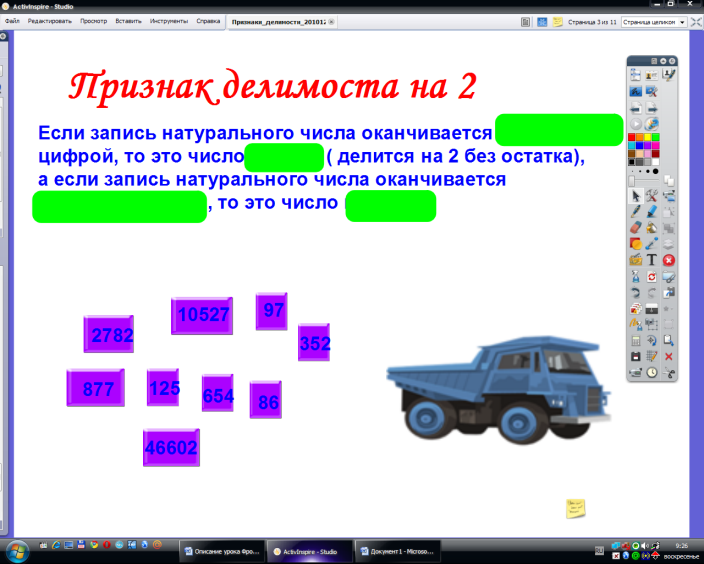 ActivInspire - Studio
Файл Редактировать Просмотр Вставить Инструменты Справка
Признаки_делимости_201012
Страница 3 из 11
Страница целиком
Признак делимоста на 2
Если запись натурального числа оканчивается
цифрой, то это число ( делится на 2 без остатка),
а если запись натурального числа оканчивается
, то это число
10527
97
2782
352
877
125
654
86
46602
Описание урока Фро...
ActivInspire - Studio
Документ1 - Microso...
RU
9:26
воскресенье